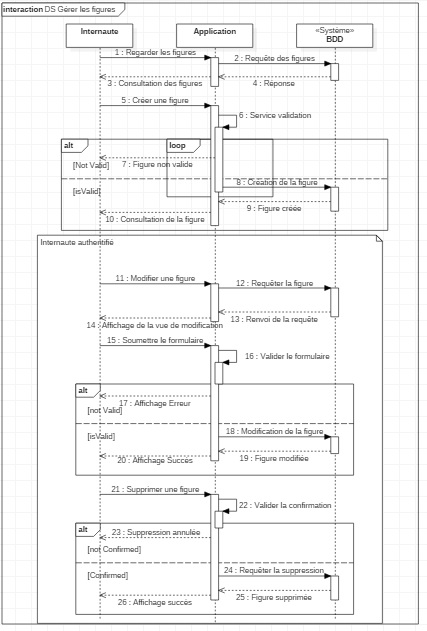 interaction DS Gérer les figures
Internaute
Application
«Système»
BDD
1 : Regarder les figures
2 : Requête des figures
3 : Consultation des figures
4 : Réponse
5 : Créer une figure
6 : Service validation
alt
loop
[Not Valid]
7 : Figure non valide
8 : Création de la figure
[isValid]
9 : Figure créée
10 : Consultation de la figure
Internaute authentifié
11 : Modifier une figure
12 : Requêter la figure
13 : Renvoi de la requête
14 : Affichage de la vue de modification
15 : Soumettre le formulaire
16 : Valider le formulaire
alt
17 : Affichage Erreur
[not Valid]
18 : Modification de la figure
[isValid]
19 : Figure modifiée
20 : Affichage Succès
21 : Supprimer une figure
22 : Valider la confirmation
alt
23 : Suppression annulée
[not Confirmed]
24 : Requêter la suppression
[Confirmed]
25 : Figure supprimée
26 : Affichage succès